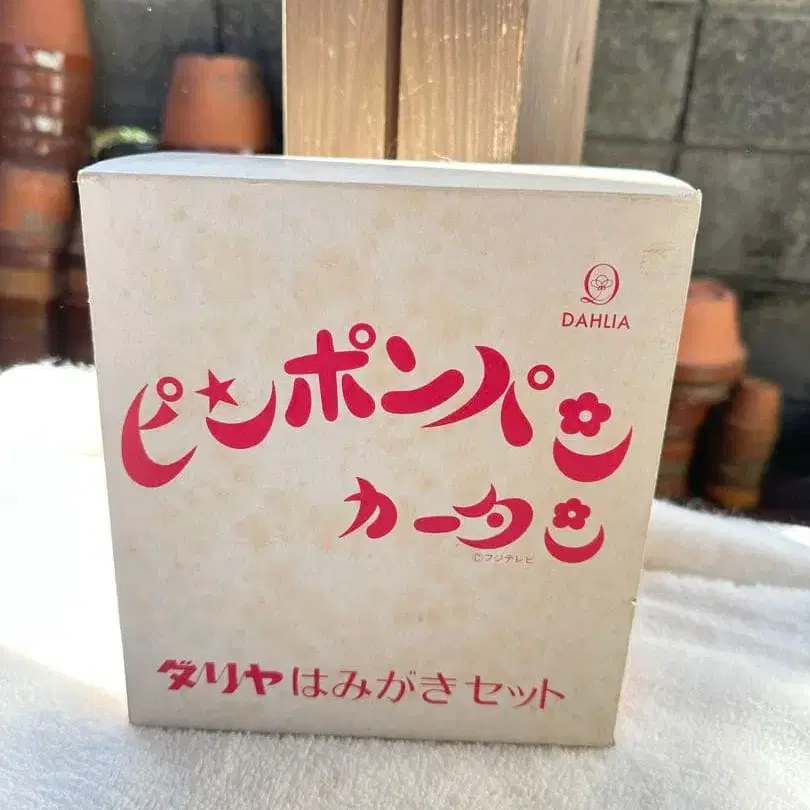 DAHLIA
ピンポンパン
カータン
©フジテレビ
ダリヤはみがきセット